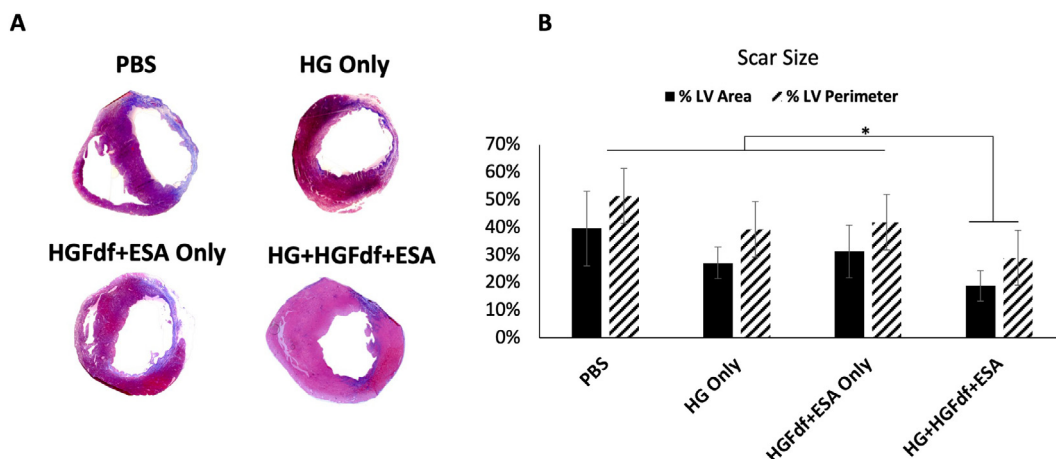 A
PBS
HG Only
HGFdf+ESA Only
HG+HGFdf+ESA
B
Scar Size
% LV Area
% LV Perimeter
*
70%
60%
50%
40%
30%
20%
10%
0%
PBS
HG Only
HGFdf+ESA Only
HG+HGFdf+ESA